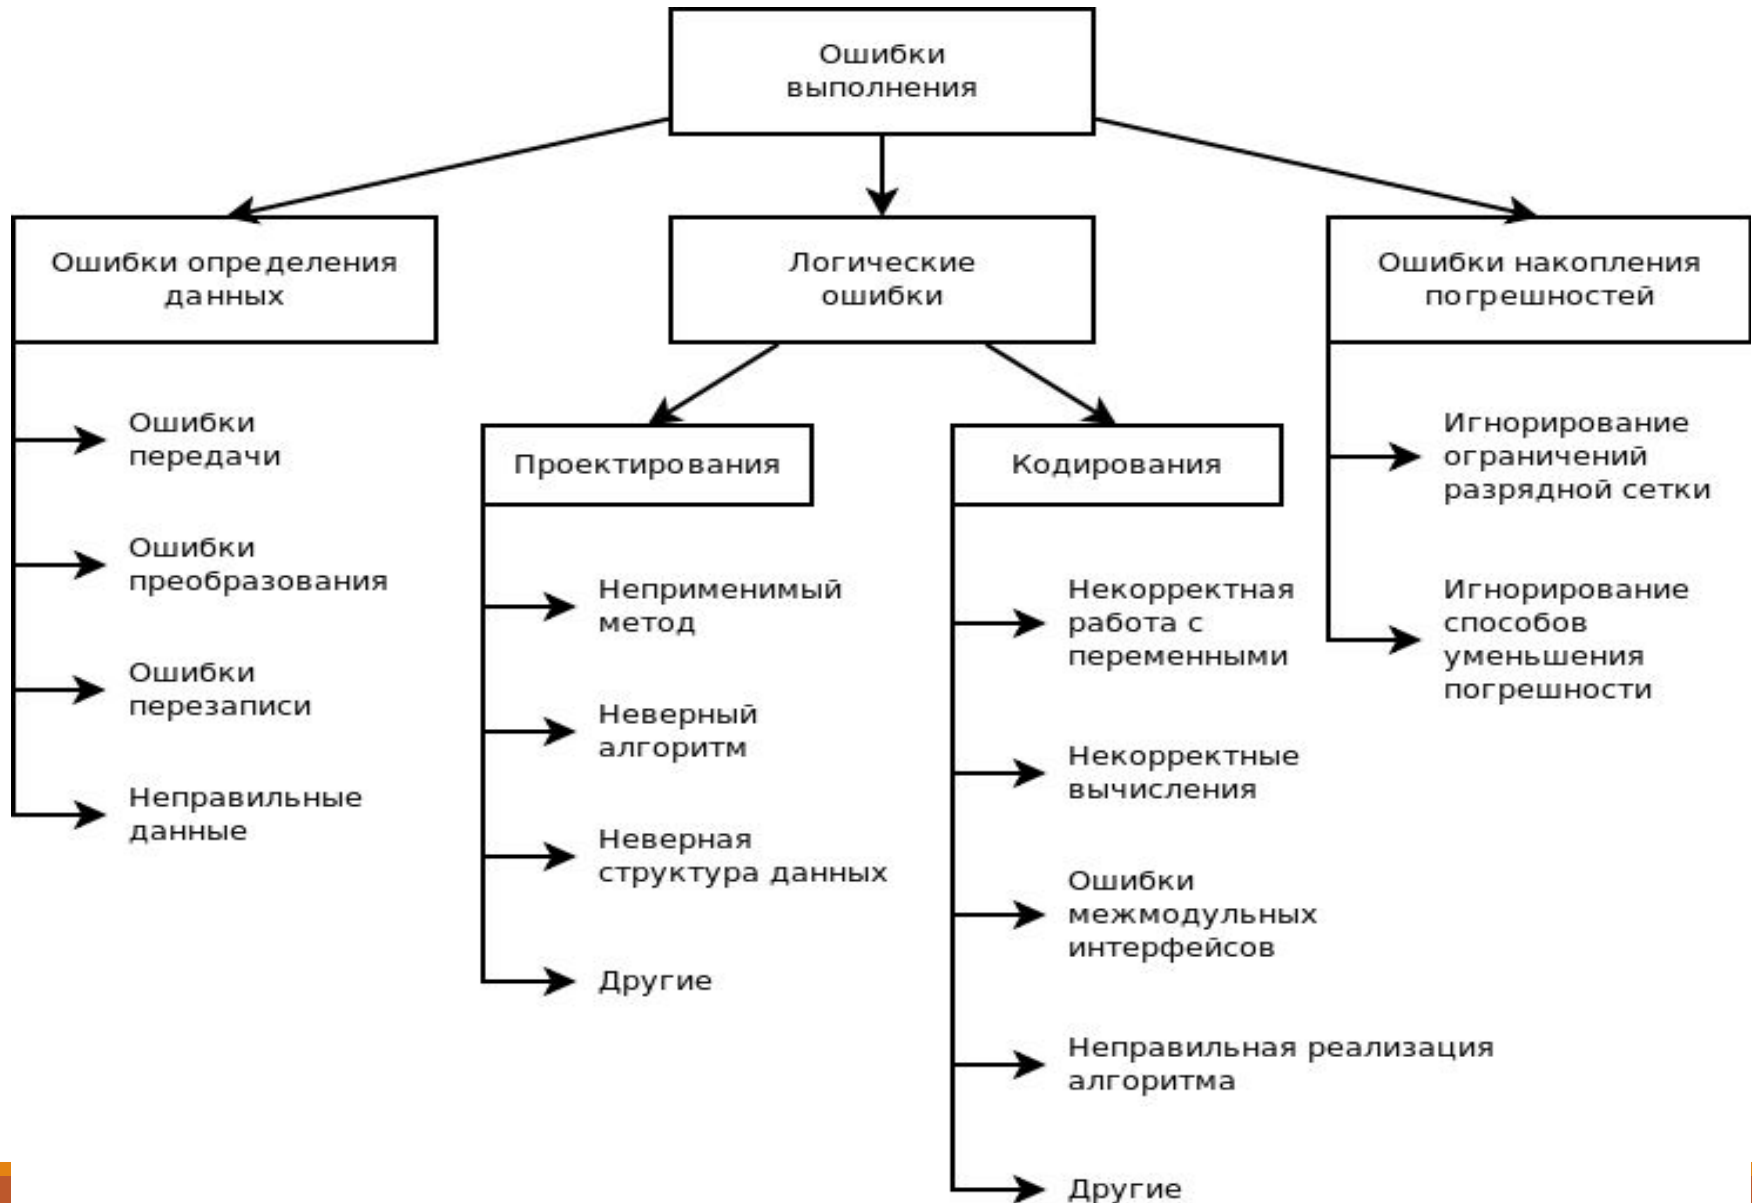 Ошибки
выполнения
Ошибки определения
данных
Логические
ошибки
Ошибки накопления
погрешностей
Ошибки
передачи
Ошибки
преобразования
Ошибки
перезаписи
Неправильные
данные
Проектирования
Неприменимый
метод
Неверный
алгоритм
Неверная
структура данных
Другие
Кодирования
Некорректная
работа с
переменными
Некорректные
вычисления
Ошибки
межмодульных
интерфейсов
Неправильная реализация
алгоритма
Другие
Игнорирование
ограничений
разрядной сетки
Игнорирование
способов
уменьшения
погрешности